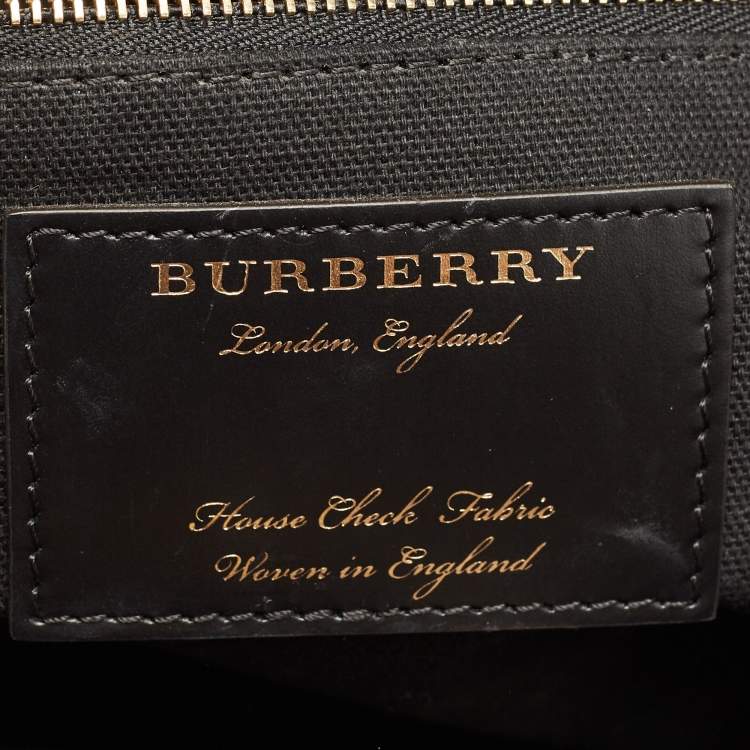 BURBERRY
London, England
House Check Fabric
Woven in England